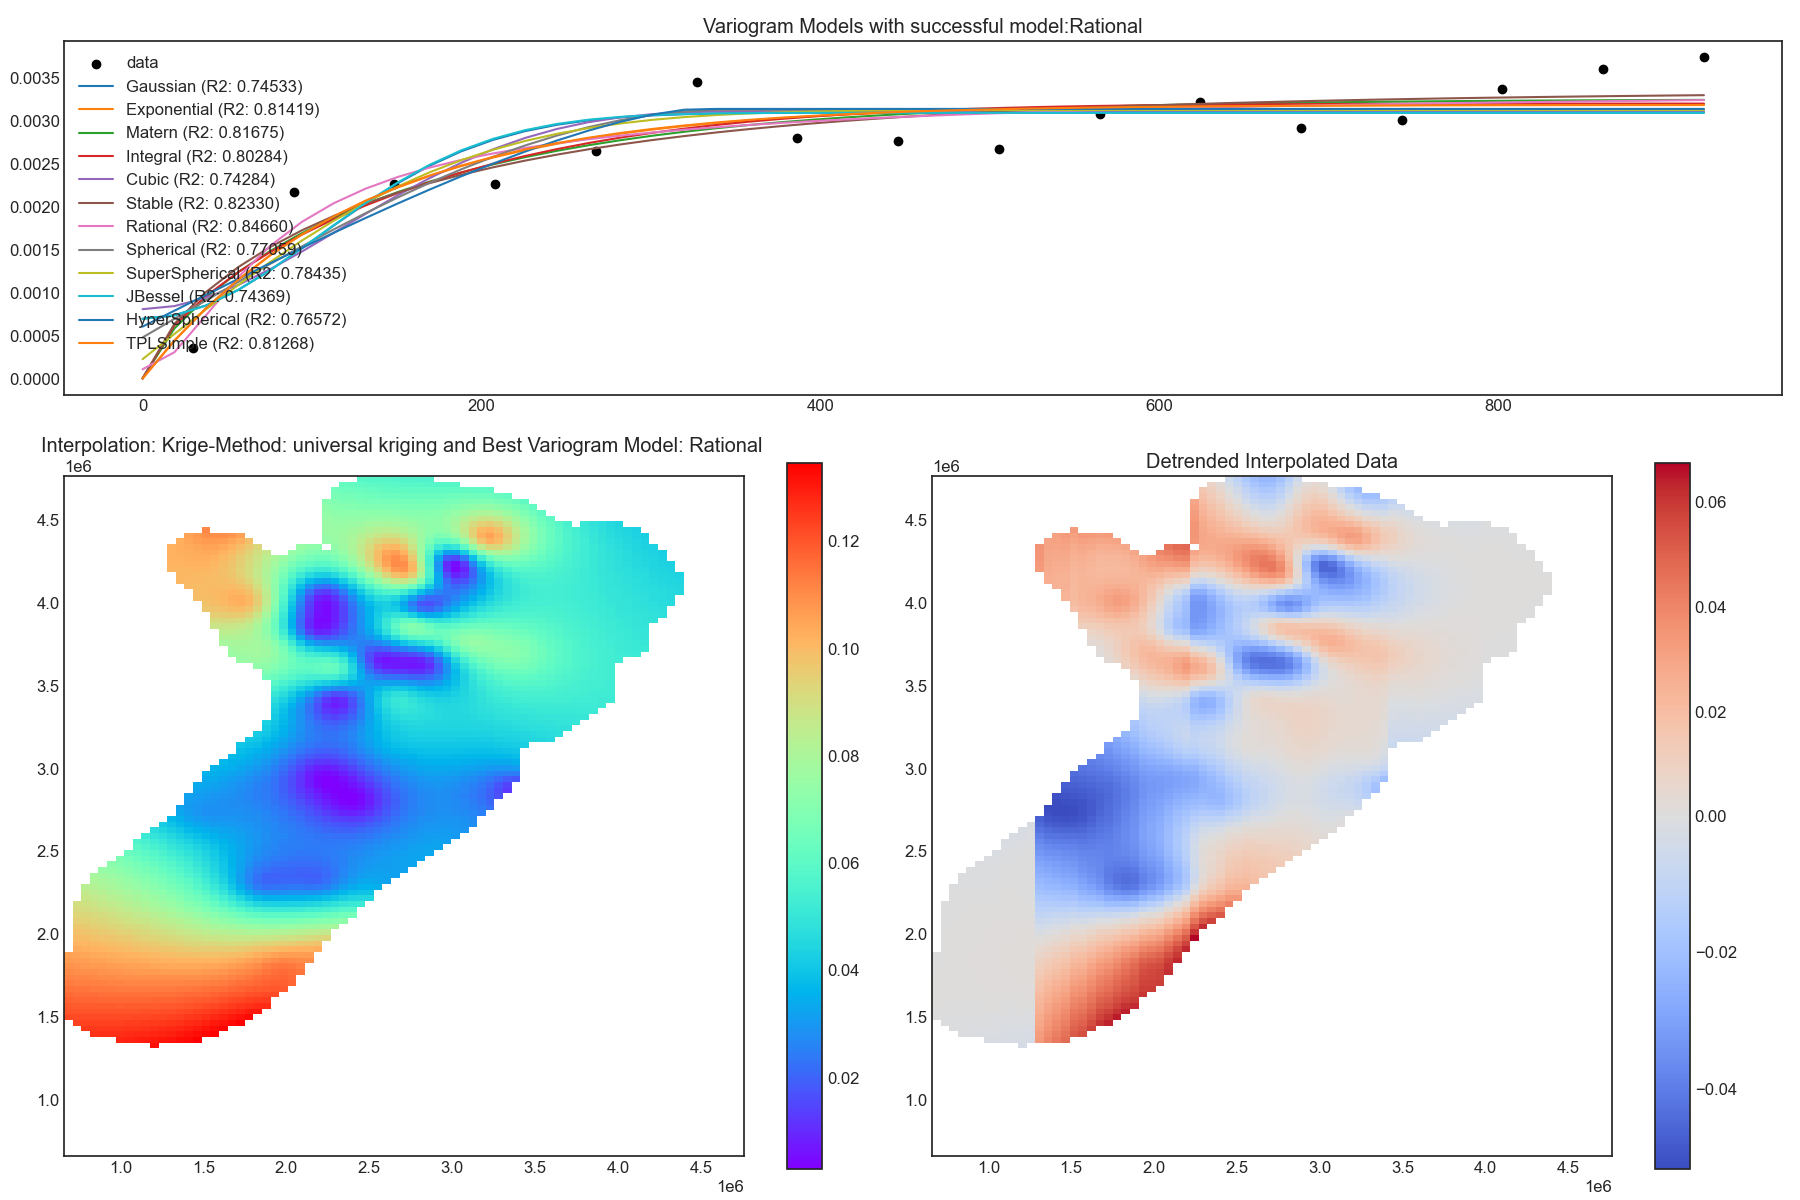 Variogram Models with successful model:Rational
data
Gaussian (R2: 0.74533)
Exponential (R2: 0.81419)
Matern (R2: 0.81675)
Integral (R2: 0.80284)
Cubic (R2: 0.74284)
Stable (R2: 0.82330)
Rational (R2: 0.84660)
Spherical (R2: 0.77059)
SuperSpherical (R2: 0.78435)
JBessel (R2: 0.74369)
HyperSpherical (R2: 0.76572)
TPLSimple (R2: 0.81268)
0.0035
0.0030
0.0025
0.0020
0.0015
0.0010
0.0005
0.0000
0 200 400 600 800
Interpolation: Krige-Method: universal kriging and Best Variogram Model: Rational
1e6
4.5
4.0
3.5
3.0
2.5
2.0
1.5
1.0
1.0 1.5 2.0 2.5 3.0 3.5 4.0 4.5
1e6
0.12
0.10
0.08
0.06
0.04
0.02
Detrended Interpolated Data
1e6
4.5
4.0
3.5
3.0
2.5
2.0
1.5
1.0
1.0 1.5 2.0 2.5 3.0 3.5 4.0 4.5
1e6
0.06
0.04
0.02
0.00
−0.02
−0.04